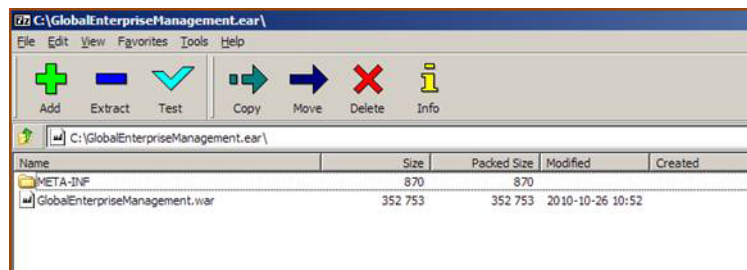 C:\GlobalEnterpriseManagement.ear\
File Edit View Favorites Tools Help
Add Extract Test Copy Move Delete Info
C:\GlobalEnterpriseManagement.ear\
Name Size Packed Size Modified Created
META-INF 870 870
GlobalEnterpriseManagement.war 352 753 352 753 2010-10-26 10:52